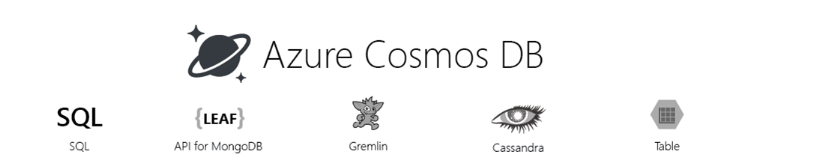 Azure Cosmos DB
SQL
{LEAF}
SQL
API for MongoDB
Gremlin
Cassandra
Table